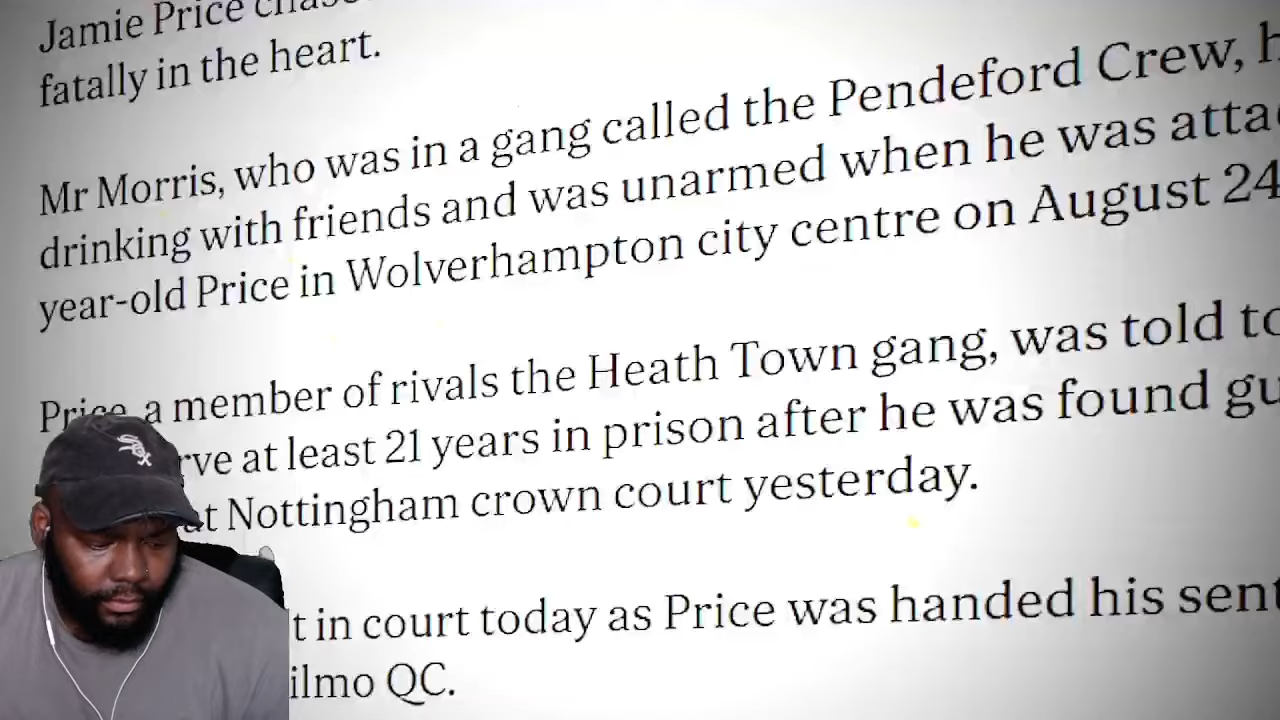 Jamie Price
fatally in the heart.
Mr Morris, who was in a gang called the Pendeford Crew,
drinking with friends and was unarmed when he was
year-old Price in Wolverhampton city centre on August 24
Price, a member of rivals the Heath Town gang, was told to
at least 21 years in prison after he was found
at Nottingham crown court yesterday.
in court today as Price was handed his
QC.